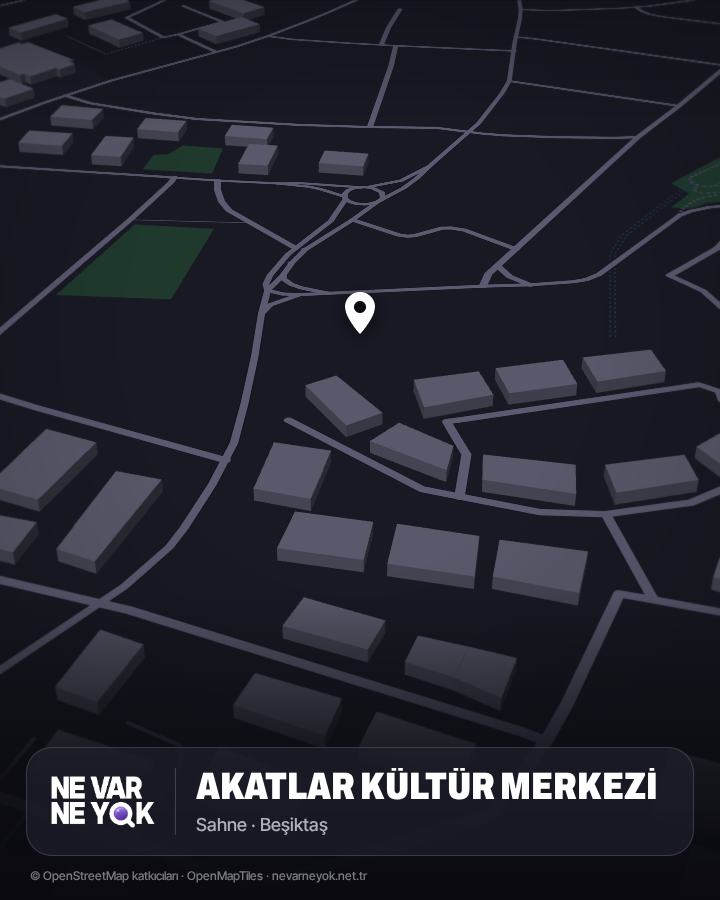 NE VAR
NE YOK
AKATLAR KÜLTÜR MERKEZİ
Sahne · Beşiktaş
© OpenStreetMap katkıcıları · OpenMapTiles · nevarneyok.net.tr